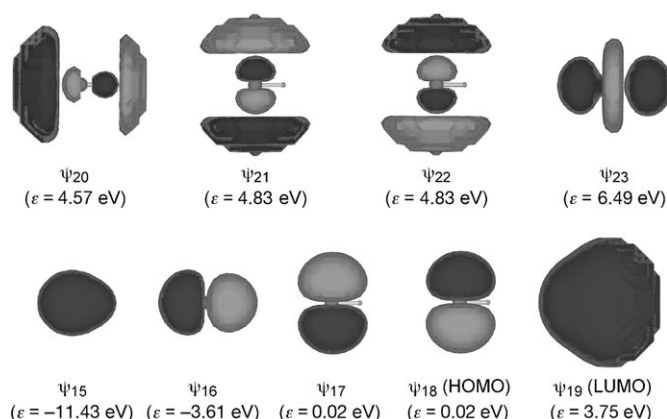 ψ20 ψ21 ψ22 ψ23
(ε = 4.57 eV) (ε = 4.83 eV) (ε = 4.83 eV) (ε = 6.49 eV)
ψ15 ψ16 ψ17 ψ18 (HOMO) ψ19 (LUMO)
(ε = −11.43 eV) (ε = −3.61 eV) (ε = 0.02 eV) (ε = 0.02 eV) (ε = 3.75 eV)